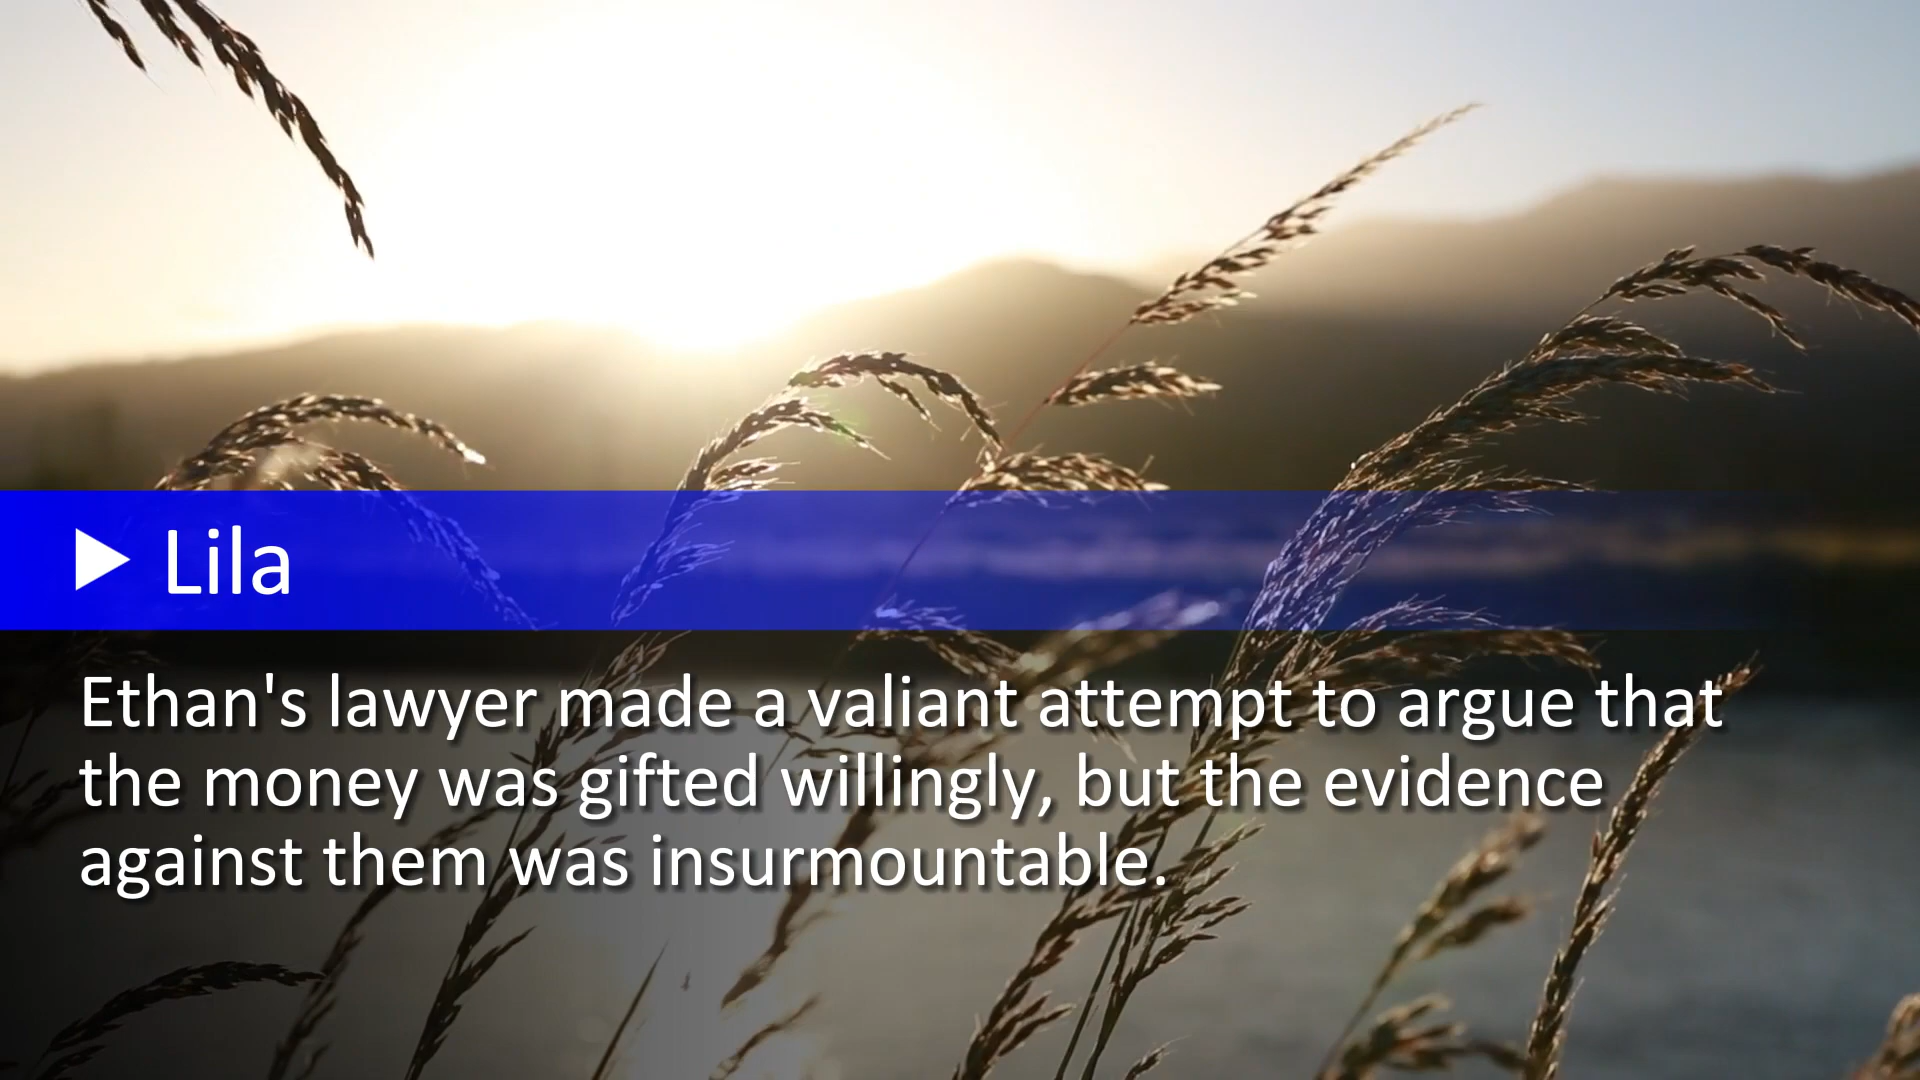 Lila
Ethan's lawyer made a valiant attempt to argue that
the money was gifted willingly, but the evidence
against them was insurmountable.